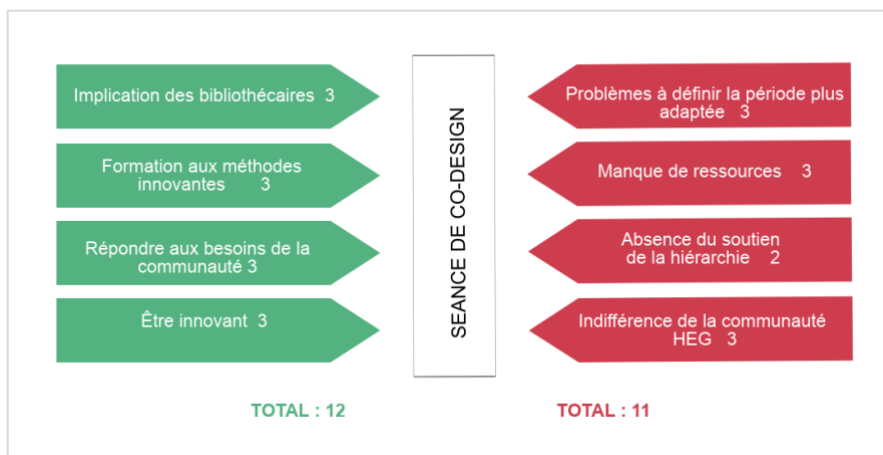 Implication des bibliothécaires 3
Formation aux méthodes
innovantes 3
Répondre aux besoins de la
communauté 3
Être innovant 3
TOTAL : 12
SEANCE DE CO-DESIGN
Problèmes à définir la période plus
adaptée 3
Manque de ressources 3
Absence du soutien
de la hiérarchie 2
Indifférence de la communauté
HEG 3
TOTAL : 11